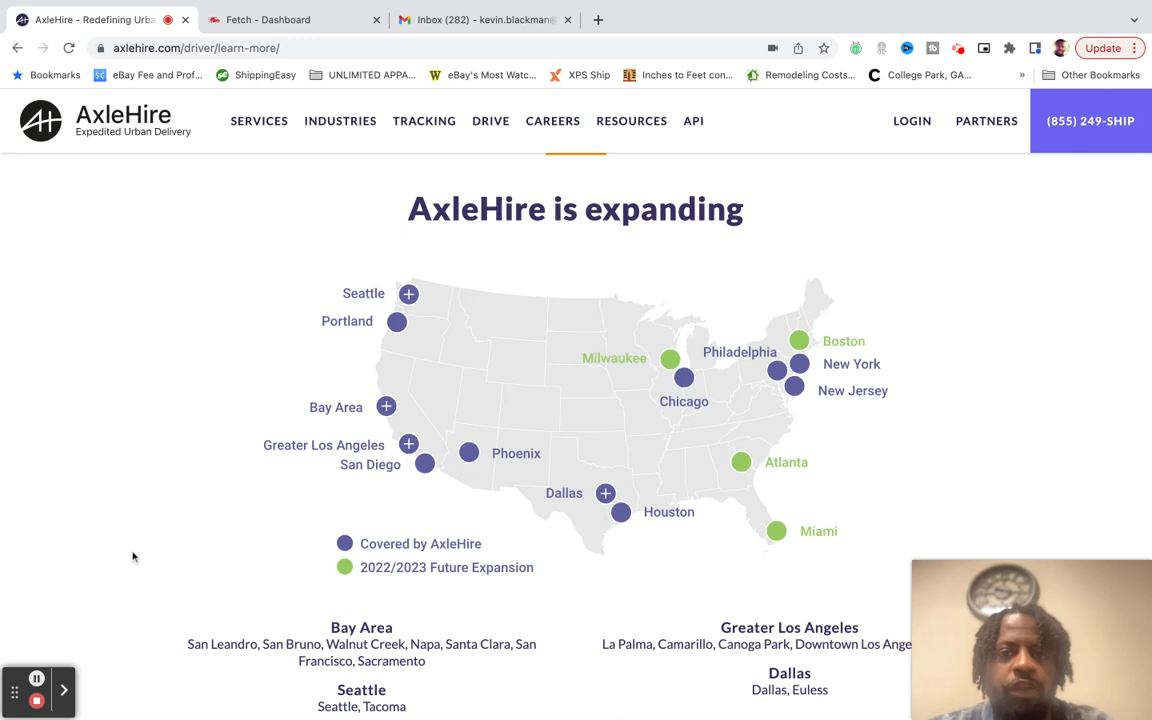 AxleHire - Redefining Urba
Fetch - Dashboard
Inbox (282) - kevin.blackman@
axlehire.com/driver/learn-more/
Update
Bookmarks
eBay Fee and Prof...
ShippingEasy
UNLIMITED APPA...
eBay's Most Watc...
XPS Ship
Inches to Feet con...
Remodeling Costs...
College Park, GA...
»
Other Bookmarks
AxleHire
Expedited Urban Delivery
SERVICES
INDUSTRIES
TRACKING
DRIVE
CAREERS
RESOURCES
API
LOGIN
PARTNERS
(855) 249-SHIP
AxleHire is expanding
Seattle
Portland
Bay Area
Greater Los Angeles
San Diego
Phoenix
Dallas
Houston
Milwaukee
Chicago
Philadelphia
Boston
New York
New Jersey
Atlanta
Miami
Covered by AxleHire
2022/2023 Future Expansion
Bay Area
San Leandro, San Bruno, Walnut Creek, Napa, Santa Clara, San
Francisco, Sacramento
Seattle
Seattle, Tacoma
Greater Los Angeles
La Palma, Camarillo, Canoga Park, Downtown Los Ange
Dallas
Dallas, Euless